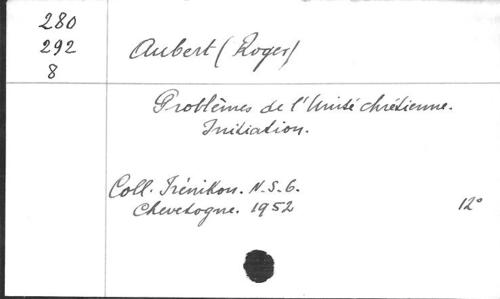 280
292
8
Aubert (Roger)
Problèmes de l'Unité chrétienne.
Initiation.
Coll. Irénikon. N.S.6.
Chevetogne. 1952 12°